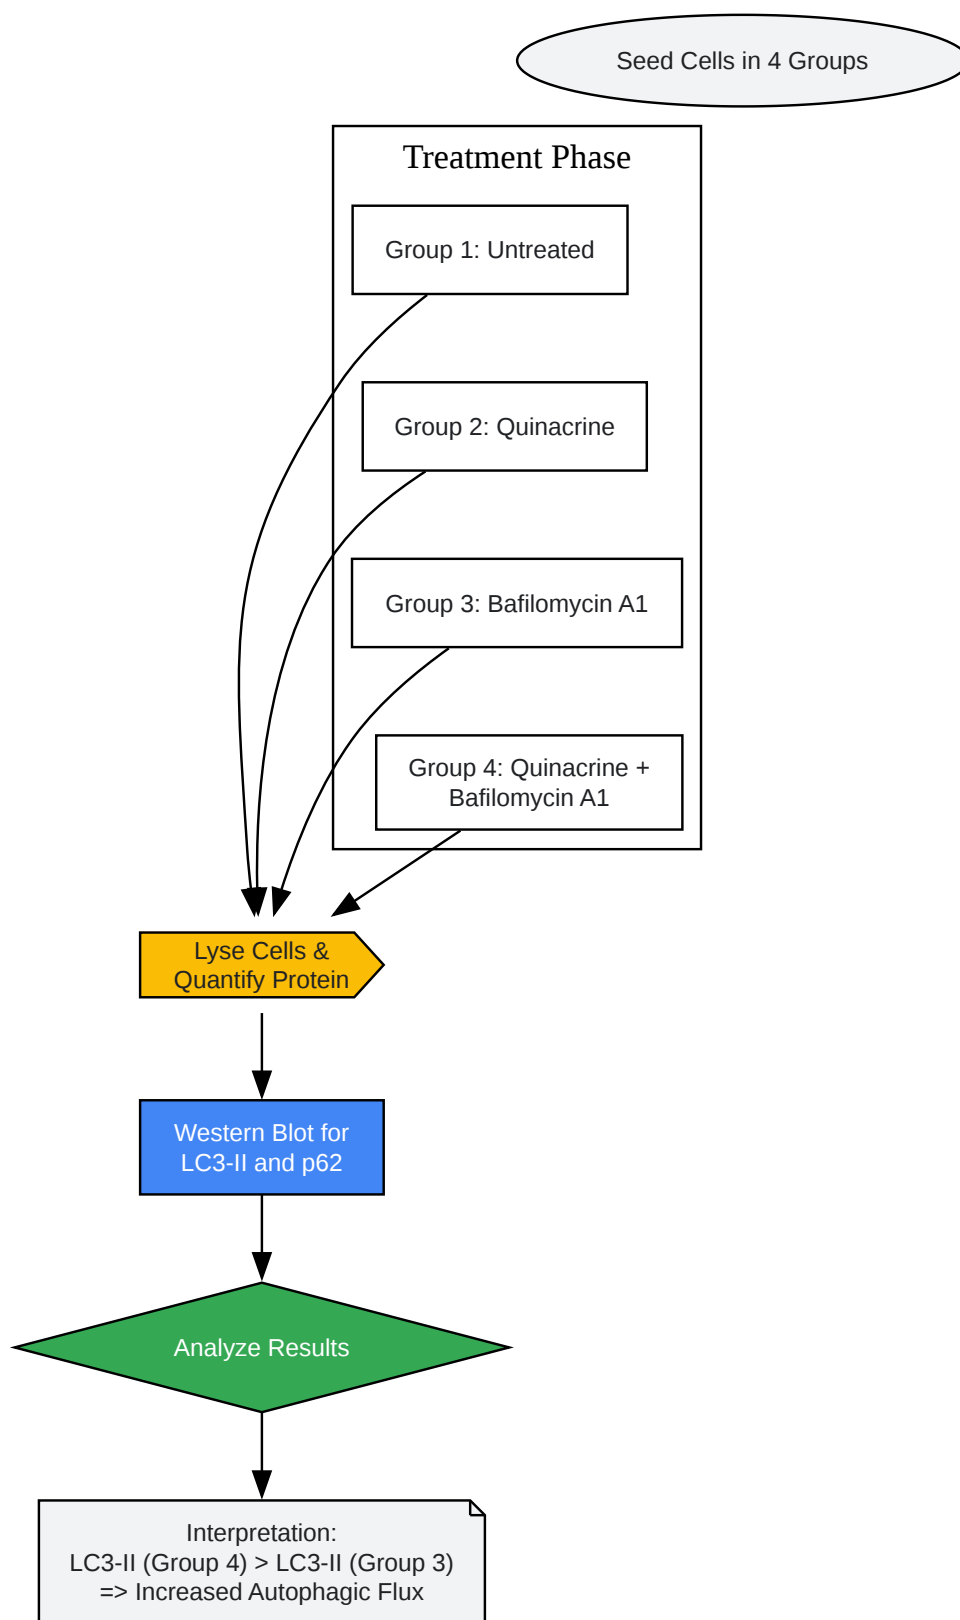 Seed Cells in 4 Groups
Treatment Phase
Group 1: Untreated
Group 2: Quinacrine
Group 3: Bafilomycin A1
Group 4: Quinacrine +
Bafilomycin A1
Lyse Cells &
Quantify Protein
Western Blot for
LC3-II and p62
Analyze Results
Interpretation:
LC3-II (Group 4) > LC3-II (Group 3)
=> Increased Autophagic Flux